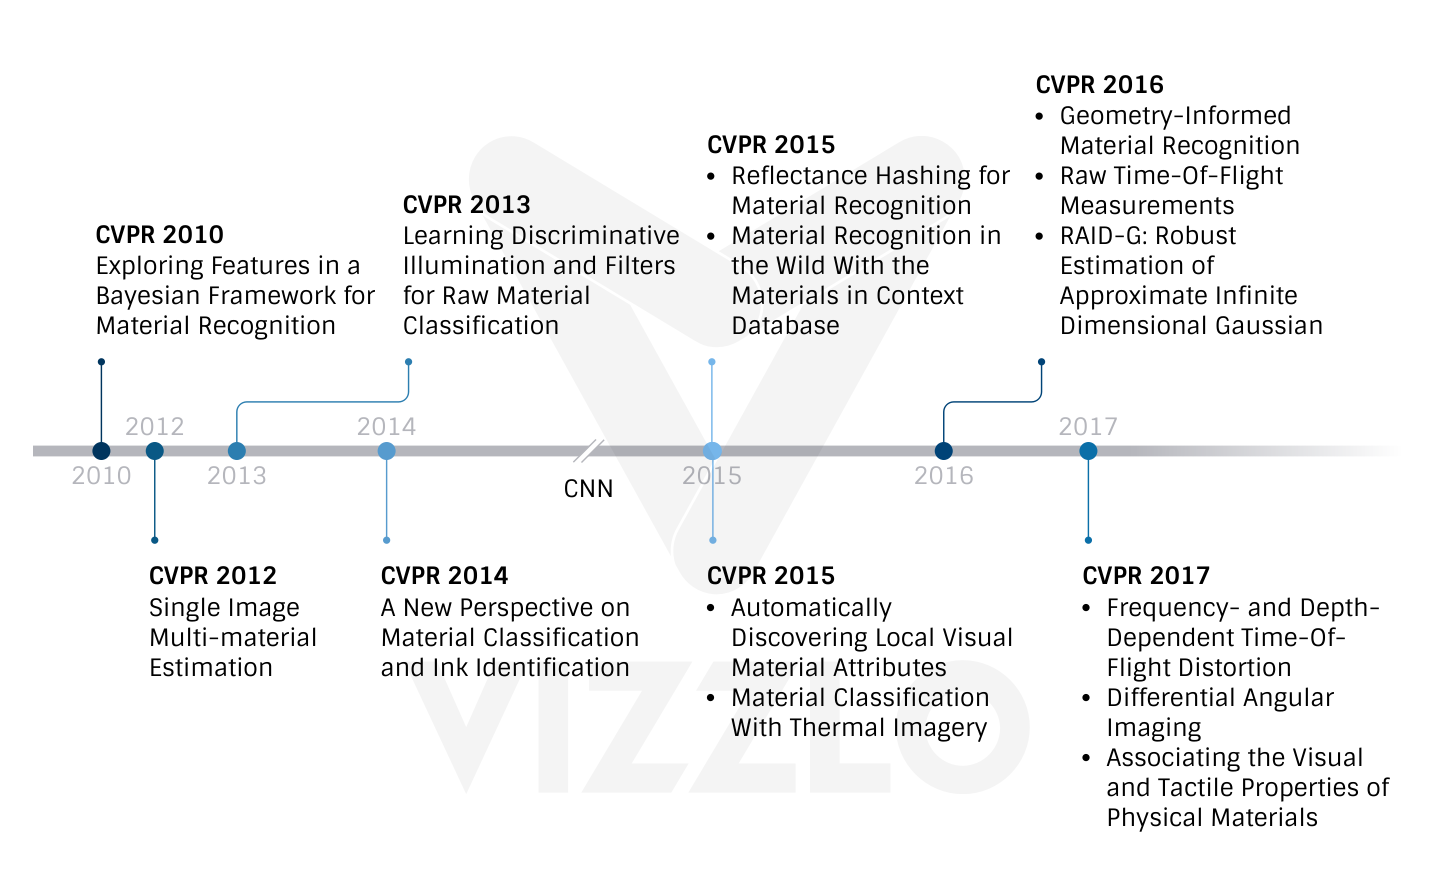 CVPR 2010
Exploring Features in a
Bayesian Framework for
Material Recognition
CVPR 2013
Learning Discriminative
Illumination and Filters
for Raw Material
Classification
CVPR 2015
• Reflectance Hashing for
Material Recognition
• Material Recognition in
the Wild With the
Materials in Context
Database
CVPR 2016
• Geometry-Informed
Material Recognition
• Raw Time-Of-Flight
Measurements
• RAID-G: Robust
Estimation of
Approximate Infinite
Dimensional Gaussian
2012
2014
2017
2010
2013
CNN
2015
2016
CVPR 2012
Single Image
Multi-material
Estimation
CVPR 2014
A New Perspective on
Material Classification
and Ink Identification
CVPR 2015
• Automatically
Discovering Local Visual
Material Attributes
• Material Classification
With Thermal Imagery
CVPR 2017
• Frequency- and Depth-
Dependent Time-Of-
Flight Distortion
• Differential Angular
Imaging
• Associating the Visual
and Tactile Properties of
Physical Materials
VIZZLO